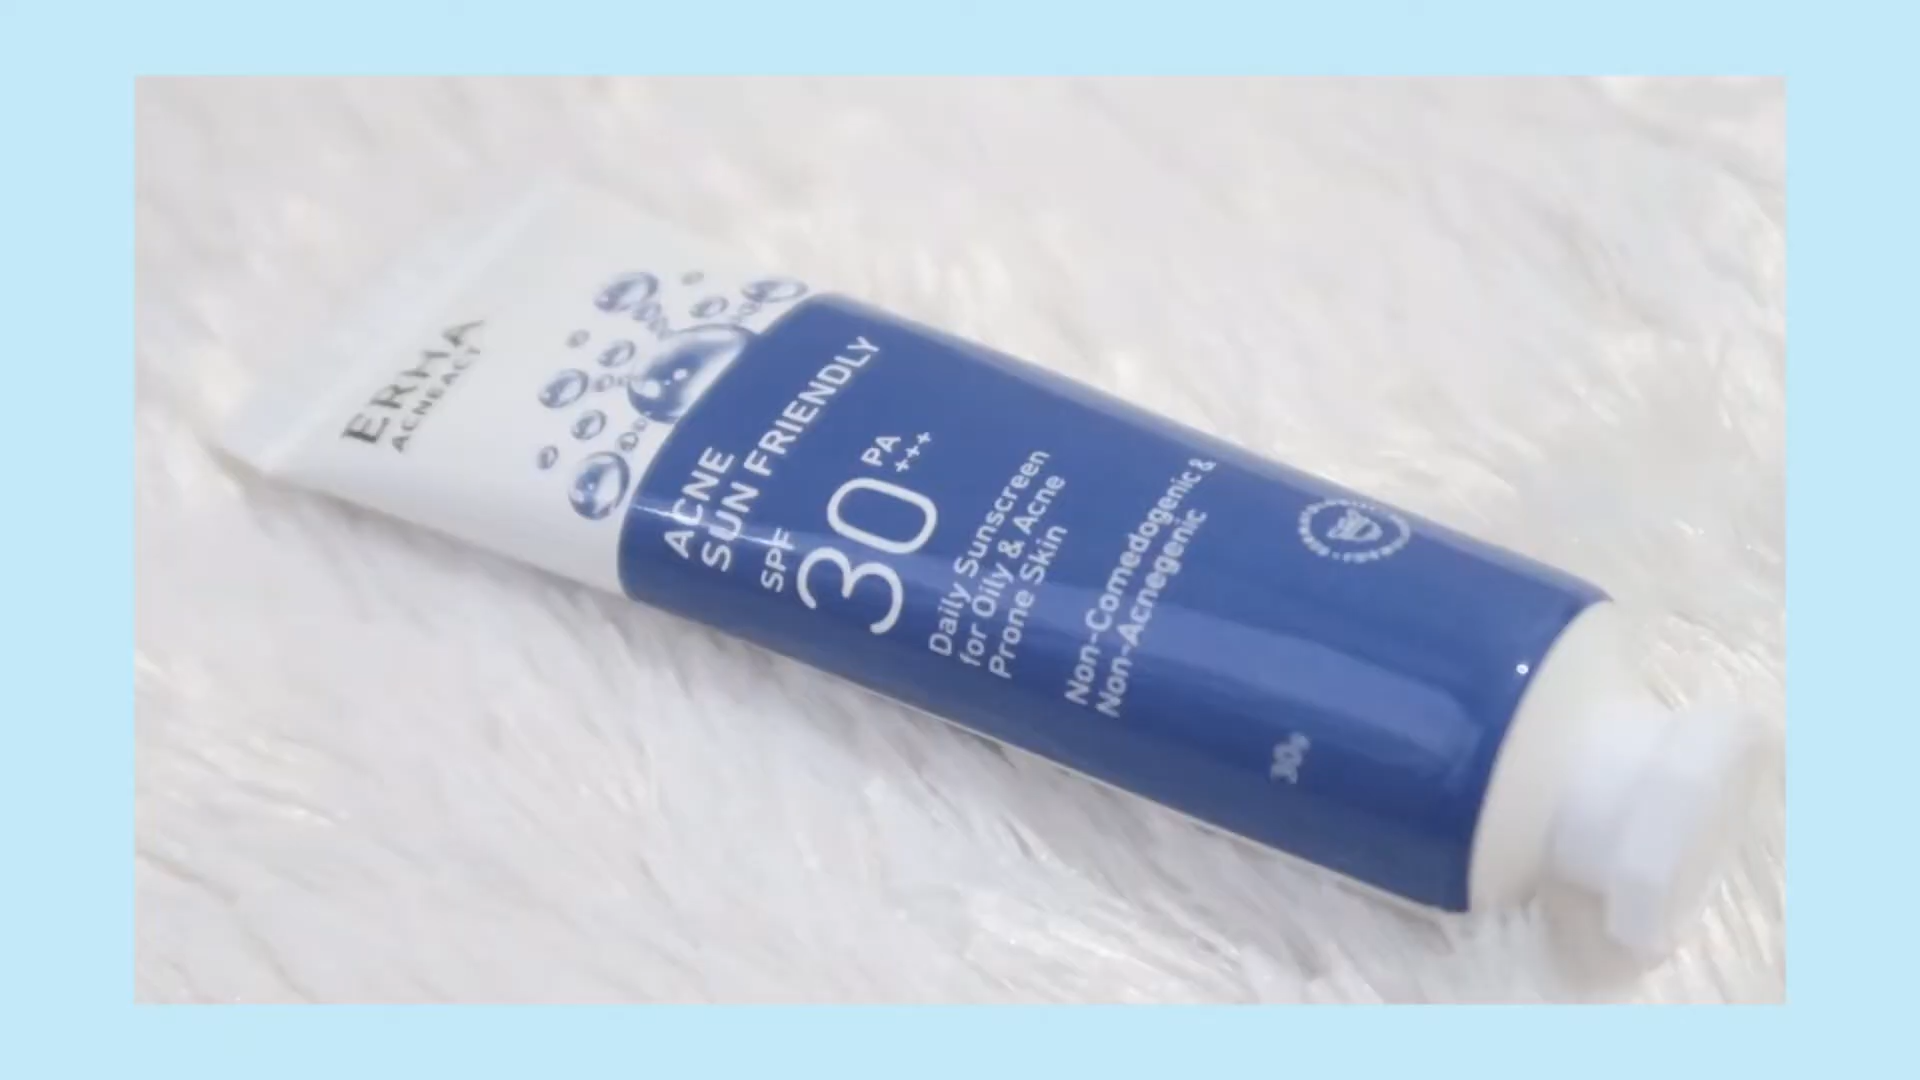 ERHA
ACNEACT
ACNE
SUN FRIENDLY
SPF
30
PA
+++
Daily Sunscreen
for Oily & Acne
Prone Skin
Non-Comedogenic &
Non-Acnegenic
30g